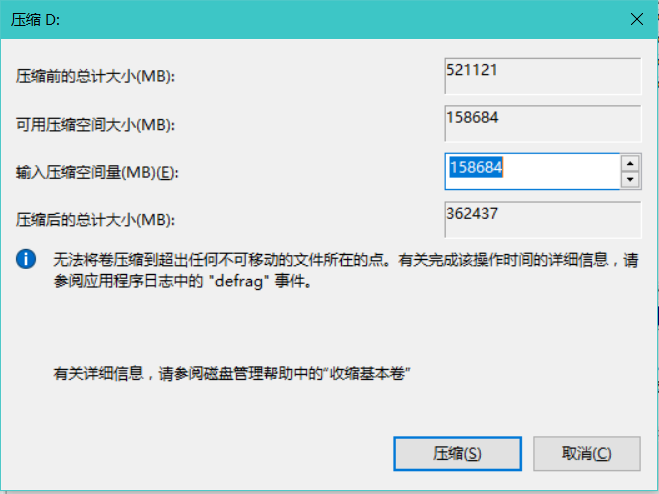 压缩 D:
压缩前的总计大小(MB): 521121
可用压缩空间大小(MB): 158684
输入压缩空间量(MB)(E): 158684
压缩后的总计大小(MB): 362437
无法将卷压缩到超出任何不可移动的文件所在的点。有关完成该操作时间的详细信息，请
参阅应用程序日志中的 "defrag" 事件。
有关详细信息，请参阅磁盘管理帮助中的“收缩基本卷”
压缩(S) 取消(C)